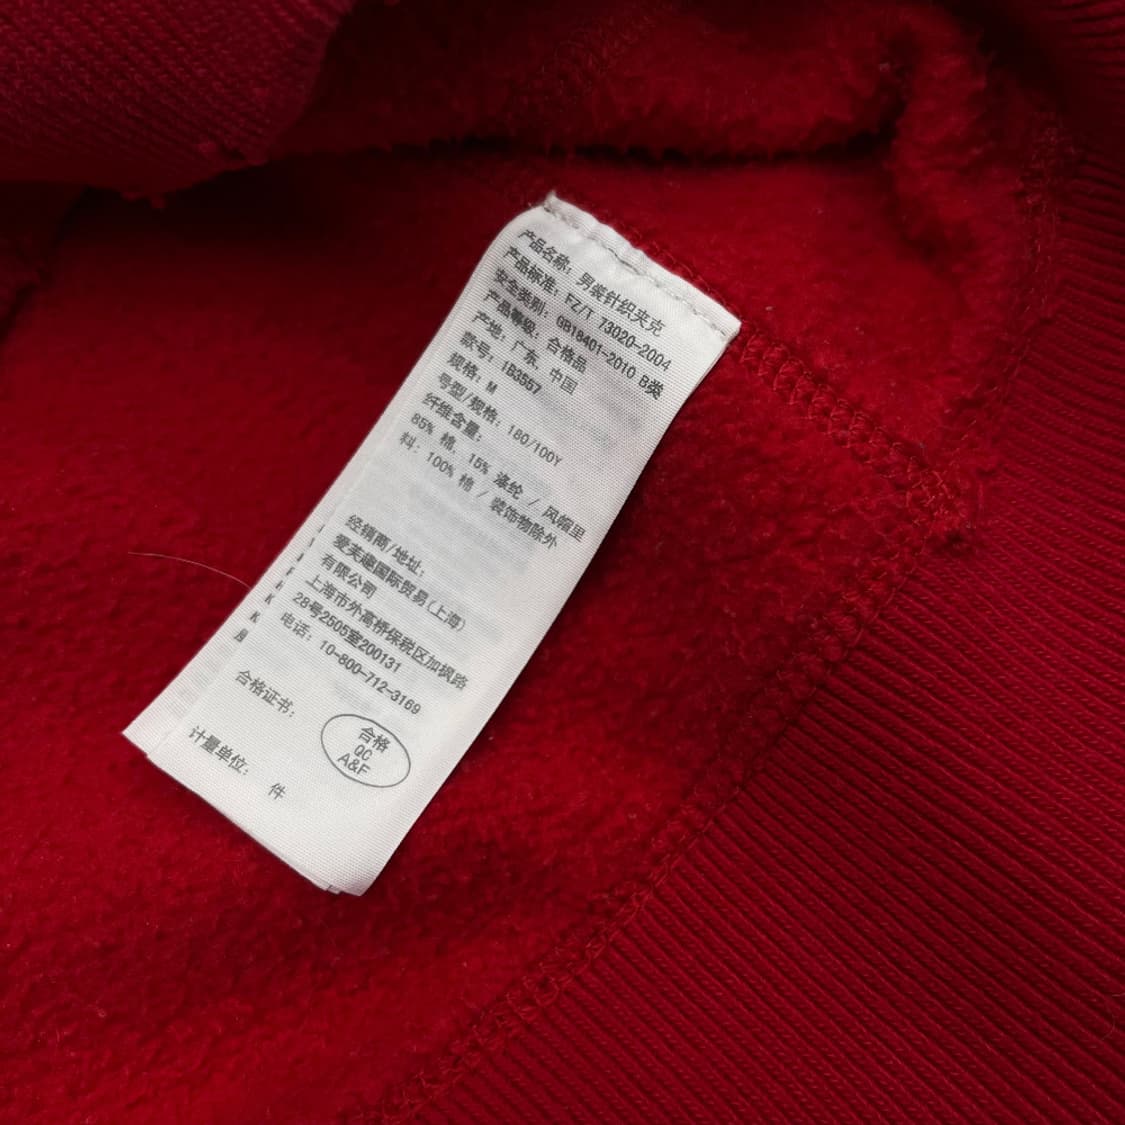 产品名称: 男装针织夹克
产品标准: FZ/T 73020-2004
安全类别: GB18401-2010 B类
产品等级: 合格品
产地: 广东, 中国
款号: IB3567
规格: M
号型/规格: 180/100Y
纤维含量:
85% 棉, 15% 涤纶 / 风帽里
料: 100% 棉 / 装饰物除外
经销商/地址:
爱芙趣国际贸易(上海)
有限公司
上海市外高桥保税区加枫路
28号2505室200131
电话: 10-800-712-3169
合格证书:
合格
QC
A&F
计量单位: 件